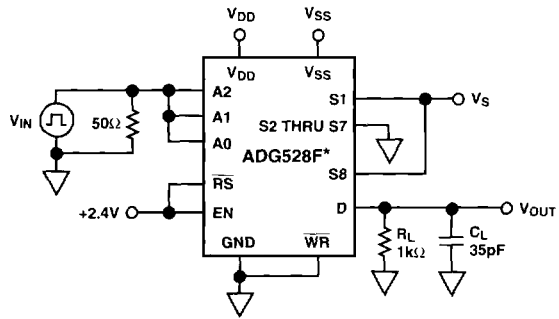 VDD
VSS
VDD
VSS
A2
S1
VS
VIN
50Ω
A1
S2 THRU S7
A0
ADG528F*
RS
S8
+2.4V
EN
D
VOUT
GND
WR
RL
1kΩ
CL
35pF